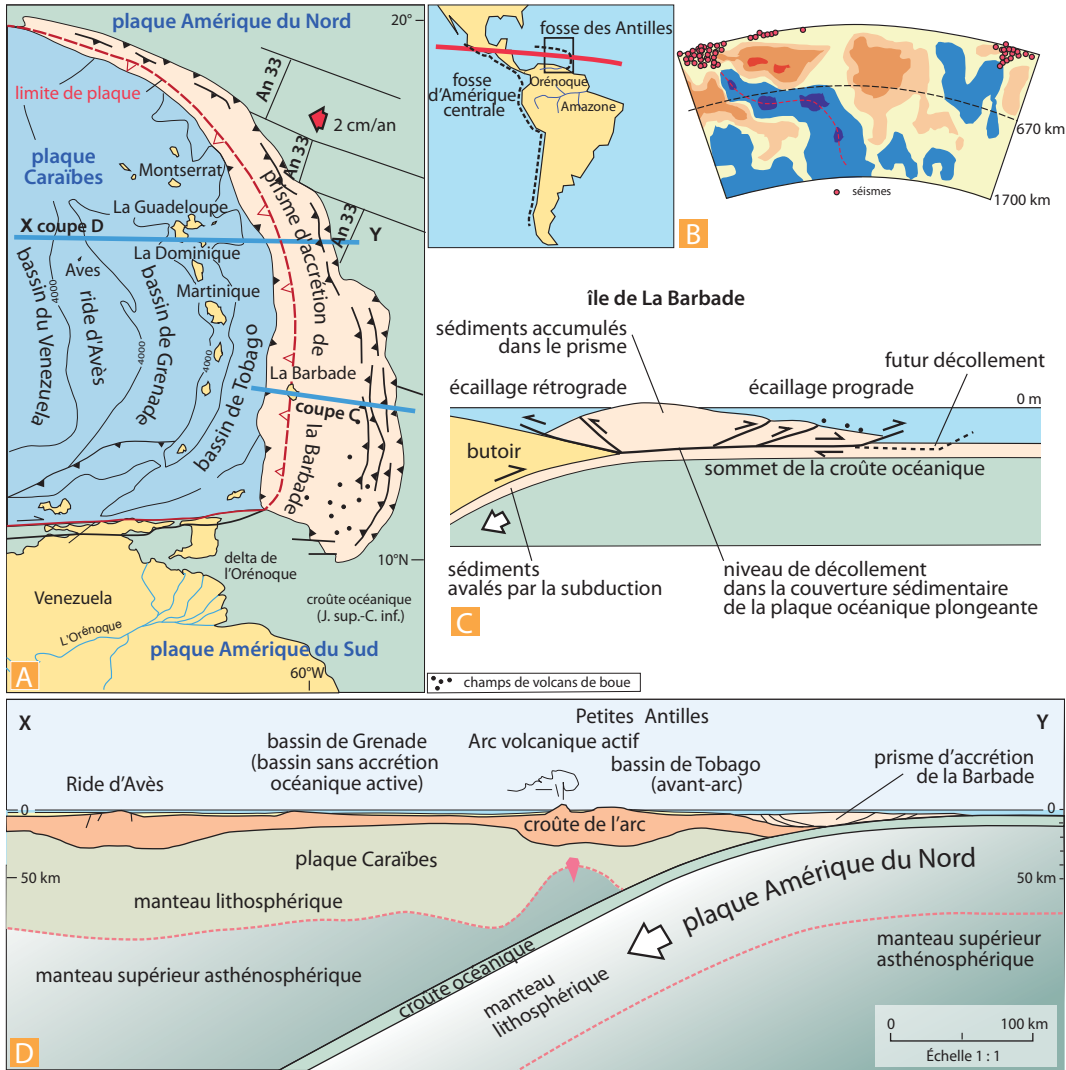 plaque Amérique du Nord
20°
limite de plaque
An 33
2 cm/an
plaque
Caraïbes
Montserrat
An 33
La Guadeloupe
X coupe D
An 33
Y
La Dominique
Aves
Martinique
bassin du Venezuela
4000
ride d'Avès
bassin de Grenade
4000
4000
bassin de Tobago
prisme d'accrétion de
la Barbade
La Barbade
coupe C
delta de
l'Orénoque
10°N
Venezuela
croûte océanique
(J. sup.-C. inf.)
L'Orénoque
plaque Amérique du Sud
60°W
A
fosse des Antilles
fosse
d'Amérique
centrale
Orénoque
Amazone
670 km
1700 km
séismes
B
île de La Barbade
sédiments accumulés
dans le prisme
futur décollement
écaillage rétrograde
écaillage prograde
0 m
butoir
sommet de la croûte océanique
sédiments
avalés par la subduction
niveau de décollement
dans la couverture sédimentaire
de la plaque océanique plongeante
C
champs de volcans de boue
X
Petites Antilles
Y
bassin de Grenade
(bassin sans accrétion
océanique active)
Arc volcanique actif
bassin de Tobago
(avant-arc)
prisme d'accrétion
de la Barbade
Ride d'Avès
0
0
croûte de l'arc
plaque Caraïbes
plaque Amérique du Nord
50 km
50 km
manteau lithosphérique
manteau supérieur asthénosphérique
croûte océanique
manteau
lithosphérique
manteau supérieur
asthénosphérique
0
100 km
Échelle 1 : 1
D